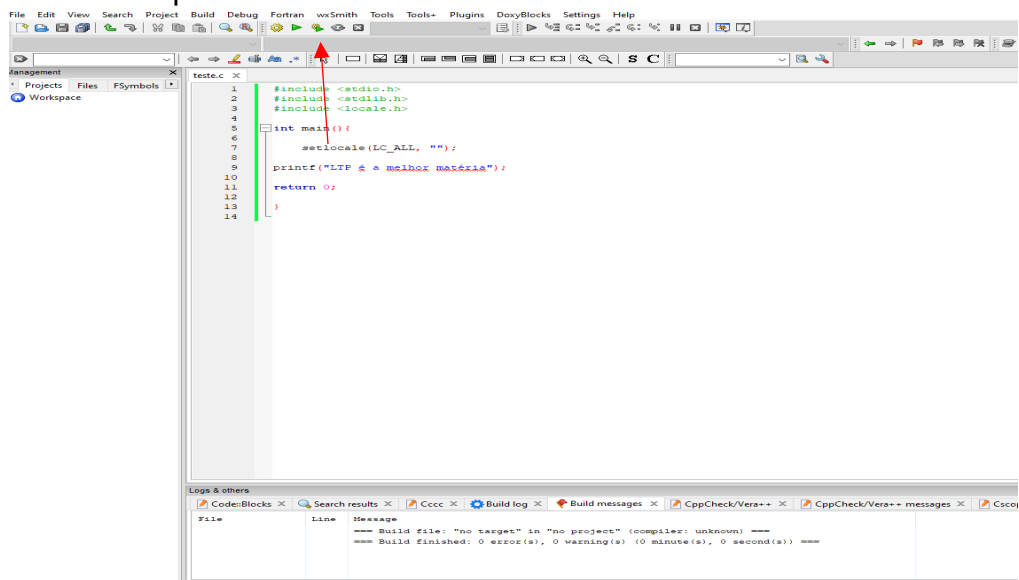 File Edit View Search Project Build Debug Fortran wxSmith Tools Tools+ Plugins DoxyBlocks Settings Help
S C
Management
Projects Files FSymbols
Workspace
teste.c
1 #include <stdio.h>
2 #include <stdlib.h>
3 #include <locale.h>
4
5 int main(){
6
7 setlocale(LC_ALL, "");
8
9 printf("LTP é a melhor matéria");
10
11 return 0;
12
13 }
14
Logs & others
Code::Blocks Search results Cccc Build log Build messages CppCheck/Vera++ CppCheck/Vera++ messages
File Line Message
=== Build file: "no target" in "no project" (compiler: unknown) ===
=== Build finished: 0 error(s), 0 warning(s) (0 minute(s), 0 second(s)) ===